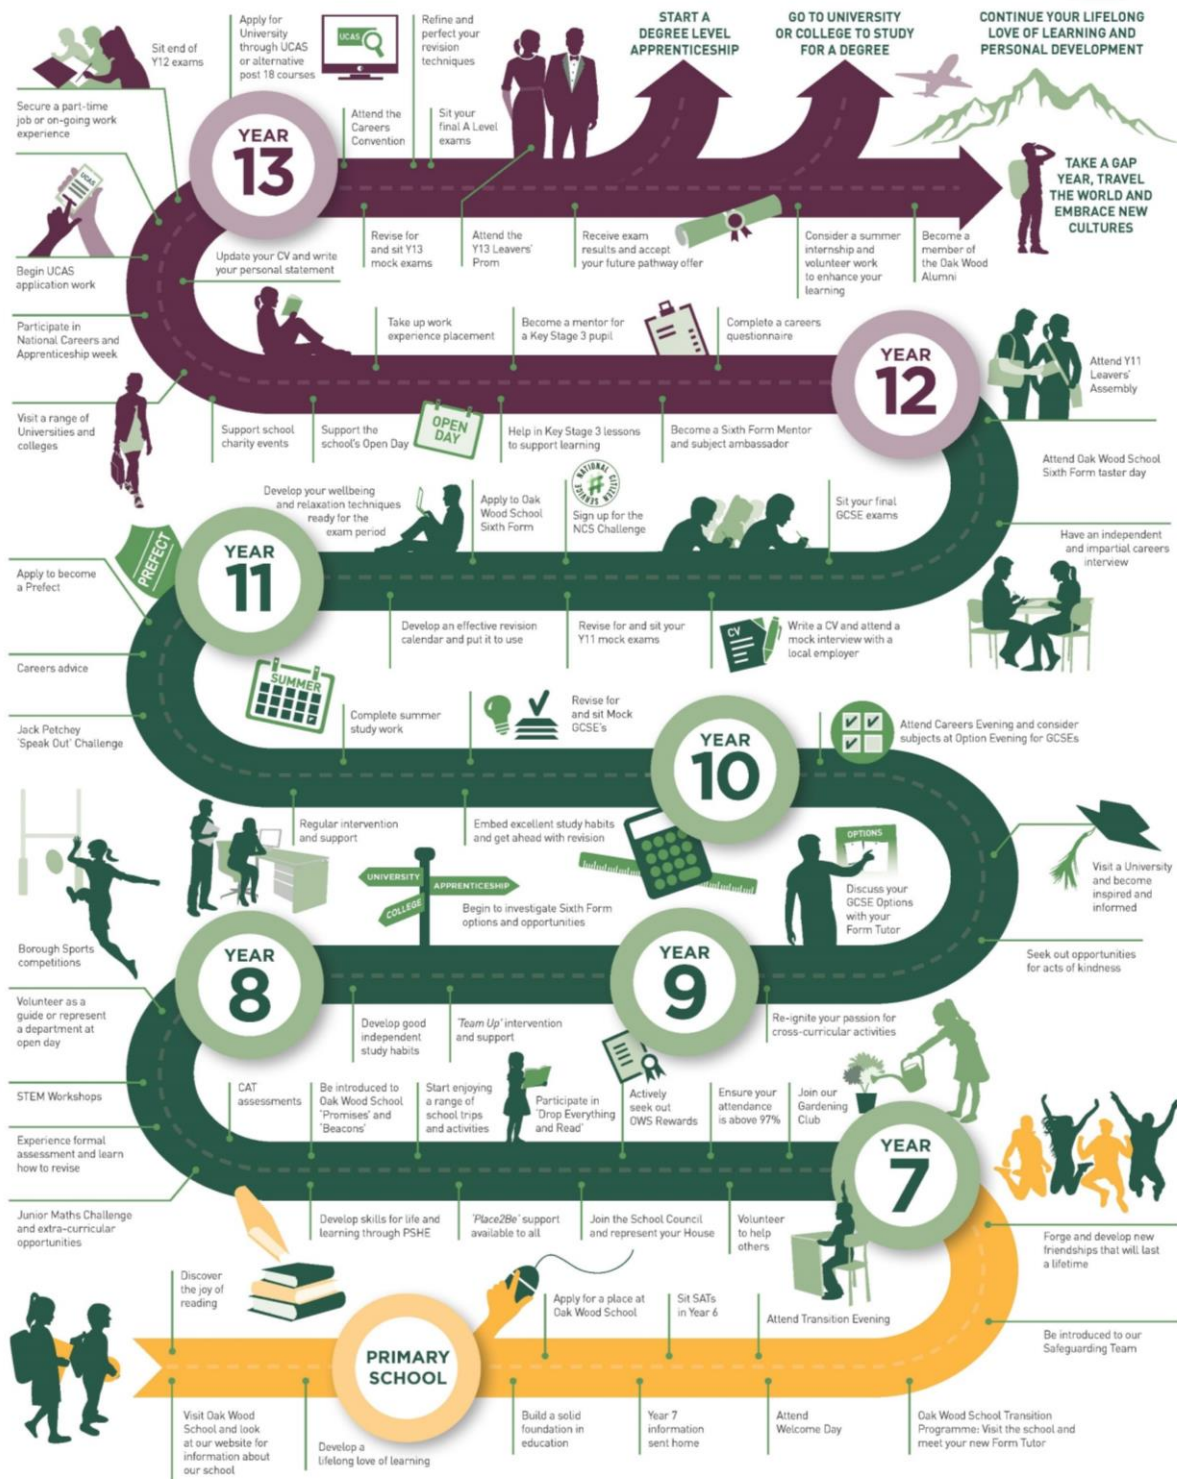 Sit end of
Y12 exams
Apply for
University
through UCAS
or alternative
post 18 courses
UCAS
Refine and
perfect your
revision
techniques
START A
DEGREE LEVEL
APPRENTICESHIP
GO TO UNIVERSITY
OR COLLEGE TO STUDY
FOR A DEGREE
CONTINUE YOUR LIFELONG
LOVE OF LEARNING AND
PERSONAL DEVELOPMENT
Secure a part-time
job or on-going work
experience
YEAR
13
Attend the
Careers
Convention
Sit your
final A Level
exams
TAKE A GAP
YEAR, TRAVEL
THE WORLD AND
EMBRACE NEW
CULTURES
UCAS
Begin UCAS
application work
Update your CV and write
your personal statement
Revise for
and sit Y13
mock exams
Attend the
Y13 Leavers'
Prom
Receive exam
results and accept
your future pathway offer
Consider a summer
internship and
volunteer work
to enhance your
learning
Become a
member of
the Oak Wood
Alumni
Participate in
National Careers and
Apprenticeship week
Take up work
experience placement
Become a mentor for
a Key Stage 3 pupil
Complete a careers
questionnaire
YEAR
12
Attend Y11
Leavers'
Assembly
Visit a range of
Universities and
colleges
Support school
charity events
Support the
school's Open Day
OPEN
DAY
Help in Key Stage 3 lessons
to support learning
Become a Sixth Form Mentor
and subject ambassador
Attend Oak Wood School
Sixth Form taster day
Develop your wellbeing
and relaxation techniques
ready for the
exam period
Apply to Oak
Wood School
Sixth Form
NATIONAL CITIZEN SERVICE
Sign up for the
NCS Challenge
Sit your final
GCSE exams
Have an independent
and impartial careers
interview
PREFECT
Apply to become
a Prefect
YEAR
11
Develop an effective revision
calendar and put it to use
Revise for and sit your
Y11 mock exams
CV
Write a CV and attend a
mock interview with a
local employer
Careers advice
SUMMER
Jack Petchey
'Speak Out' Challenge
Complete summer
study work
Revise for
and sit Mock
GCSE's
YEAR
10
Attend Careers Evening and consider
subjects at Option Evening for GCSEs
Regular intervention
and support
Embed excellent study habits
and get ahead with revision
OPTIONS
Discuss your
GCSE Options
with your
Form Tutor
Visit a University
and become
inspired and
informed
UNIVERSITY
APPRENTICESHIP
COLLEGE
Begin to investigate Sixth Form
options and opportunities
Borough Sports
competitions
YEAR
8
YEAR
9
Seek out opportunities
for acts of kindness
Volunteer as a
guide or represent
a department at
open day
Develop good
independent
study habits
'Team Up' intervention
and support
Re-ignite your passion for
cross-curricular activities
STEM Workshops
CAT
assessments
Be introduced to
Oak Wood School
'Promises' and
'Beacons'
Start enjoying
a range of
school trips
and activities
Participate in
'Drop Everything
and Read'
Actively
seek out
OWS Rewards
Ensure your
attendance
is above 97%
Join our
Gardening
Club
Experience formal
assessment and learn
how to revise
YEAR
7
Junior Maths Challenge
and extra-curricular
opportunities
Develop skills for life and
learning through PSHE
'Place2Be' support
available to all
Join the School Council
and represent your House
Volunteer
to help
others
Forge and develop new
friendships that will last
a lifetime
Discover
the joy of
reading
Apply for a place at
Oak Wood School
Sit SATs
in Year 6
Attend Transition Evening
Be introduced to our
Safeguarding Team
PRIMARY
SCHOOL
Visit Oak Wood
School and look
at our website for
information about
our school
Develop a
lifelong love of learning
Build a solid
foundation in
education
Year 7
information
sent home
Attend
Welcome Day
Oak Wood School Transition
Programme: Visit the school and
meet your new Form Tutor